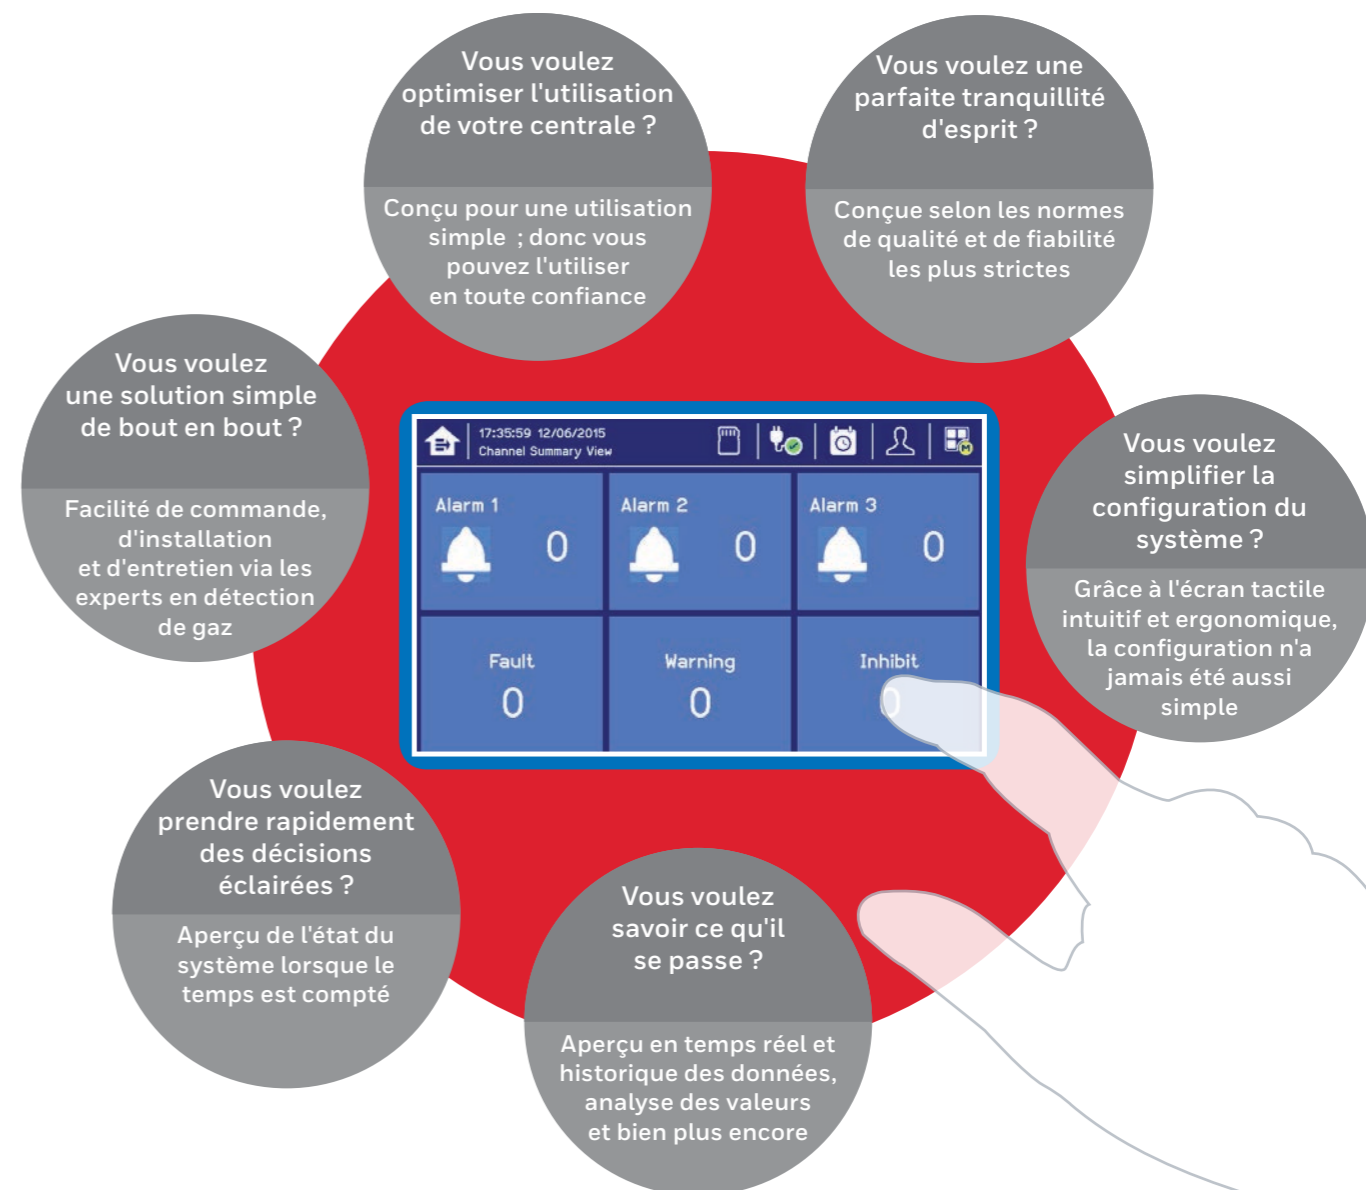 Vous voulez
optimiser l'utilisation
de votre centrale ?
Conçu pour une utilisation
simple  ; donc vous
pouvez l'utiliser
en toute confiance
Vous voulez une
parfaite tranquillité
d'esprit ?
Conçue selon les normes
de qualité et de fiabilité
les plus strictes
Vous voulez
une solution simple
de bout en bout ?
Facilité de commande,
d'installation
et d'entretien via les
experts en détection
de gaz
17:35:59 12/06/2015
Channel Summary View
M
Alarm 1
0
Alarm 2
0
Alarm 3
0
Fault
0
Warning
0
Inhibit
0
Vous voulez
simplifier la
configuration du
système ?
Grâce à l'écran tactile
intuitif et ergonomique,
la configuration n'a
jamais été aussi
simple
Vous voulez
prendre rapidement
des décisions
éclairées ?
Aperçu de l'état du
système lorsque le
temps est compté
Vous voulez
savoir ce qu'il
se passe ?
Aperçu en temps réel et
historique des données,
analyse des valeurs
et bien plus encore